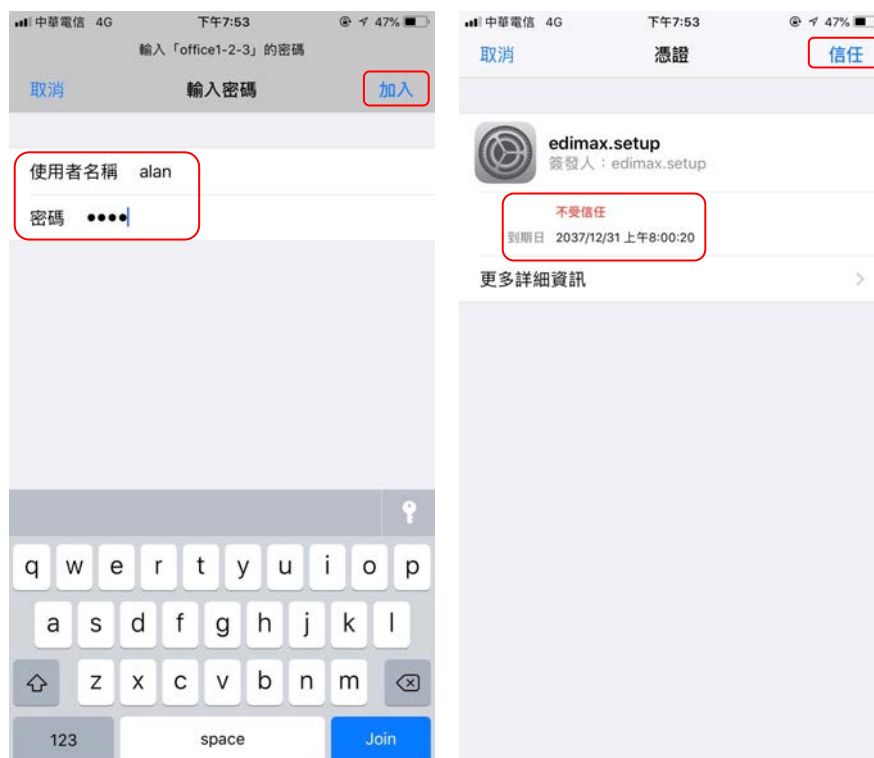 中華電信 4G 下午7:53 47%
輸入「office1-2-3」的密碼
取消 輸入密碼 加入
使用者名稱 alan
密碼 ••••
q w e r t y u i o p
a s d f g h j k l
z x c v b n m
123 space Join
中華電信 4G 下午7:53 47%
取消 憑證 信任
edimax.setup
簽發人：edimax.setup
不受信任
到期日 2037/12/31 上午8:00:20
更多詳細資訊